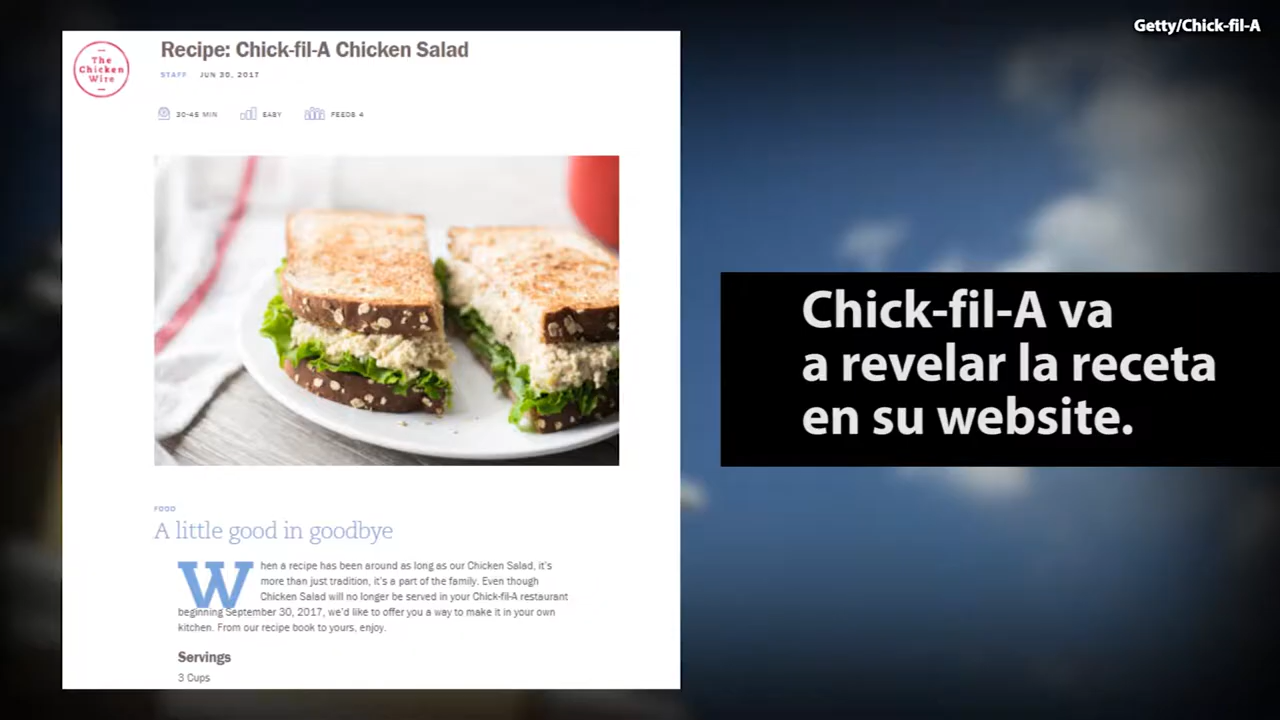 Getty/Chick-fil-A
The
Chicken
Wire
Recipe: Chick-fil-A Chicken Salad
STAFF JUN 30, 2017
30-45 MIN EASY FEEDS 4
FOOD
A little good in goodbye
When a recipe has been around as long as our Chicken Salad, it's
more than just tradition, it's a part of the family. Even though
Chicken Salad will no longer be served in your Chick-fil-A restaurant
beginning September 30, 2017, we'd like to offer you a way to make it in your own
kitchen. From our recipe book to yours, enjoy.
Servings
3 Cups
Chick-fil-A va
a revelar la receta
en su website.